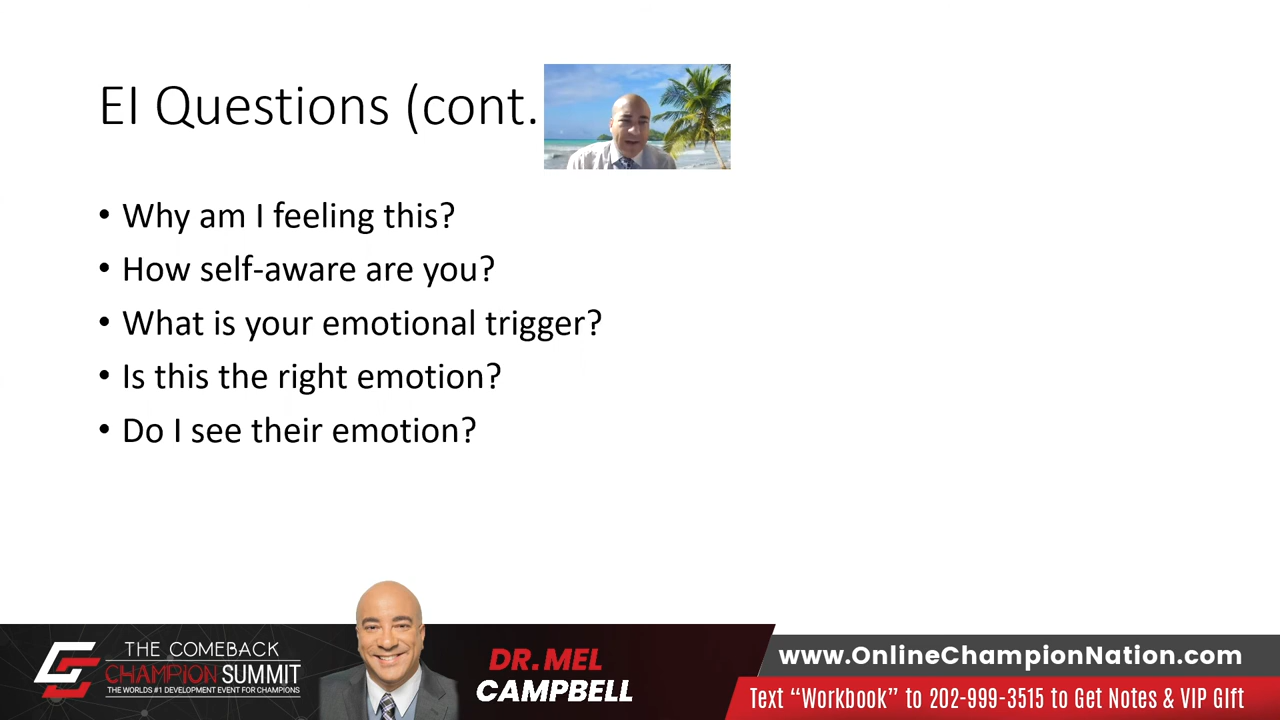 EI Questions (cont.
• Why am I feeling this?
• How self-aware are you?
• What is your emotional trigger?
• Is this the right emotion?
• Do I see their emotion?
THE COMEBACK
CHAMPION SUMMIT
THE WORLDS #1 DEVELOPMENT EVENT FOR CHAMPIONS
DR. MEL
CAMPBELL
www.OnlineChampionNation.com
Text “Workbook” to 202-999-3515 to Get Notes & VIP GIft